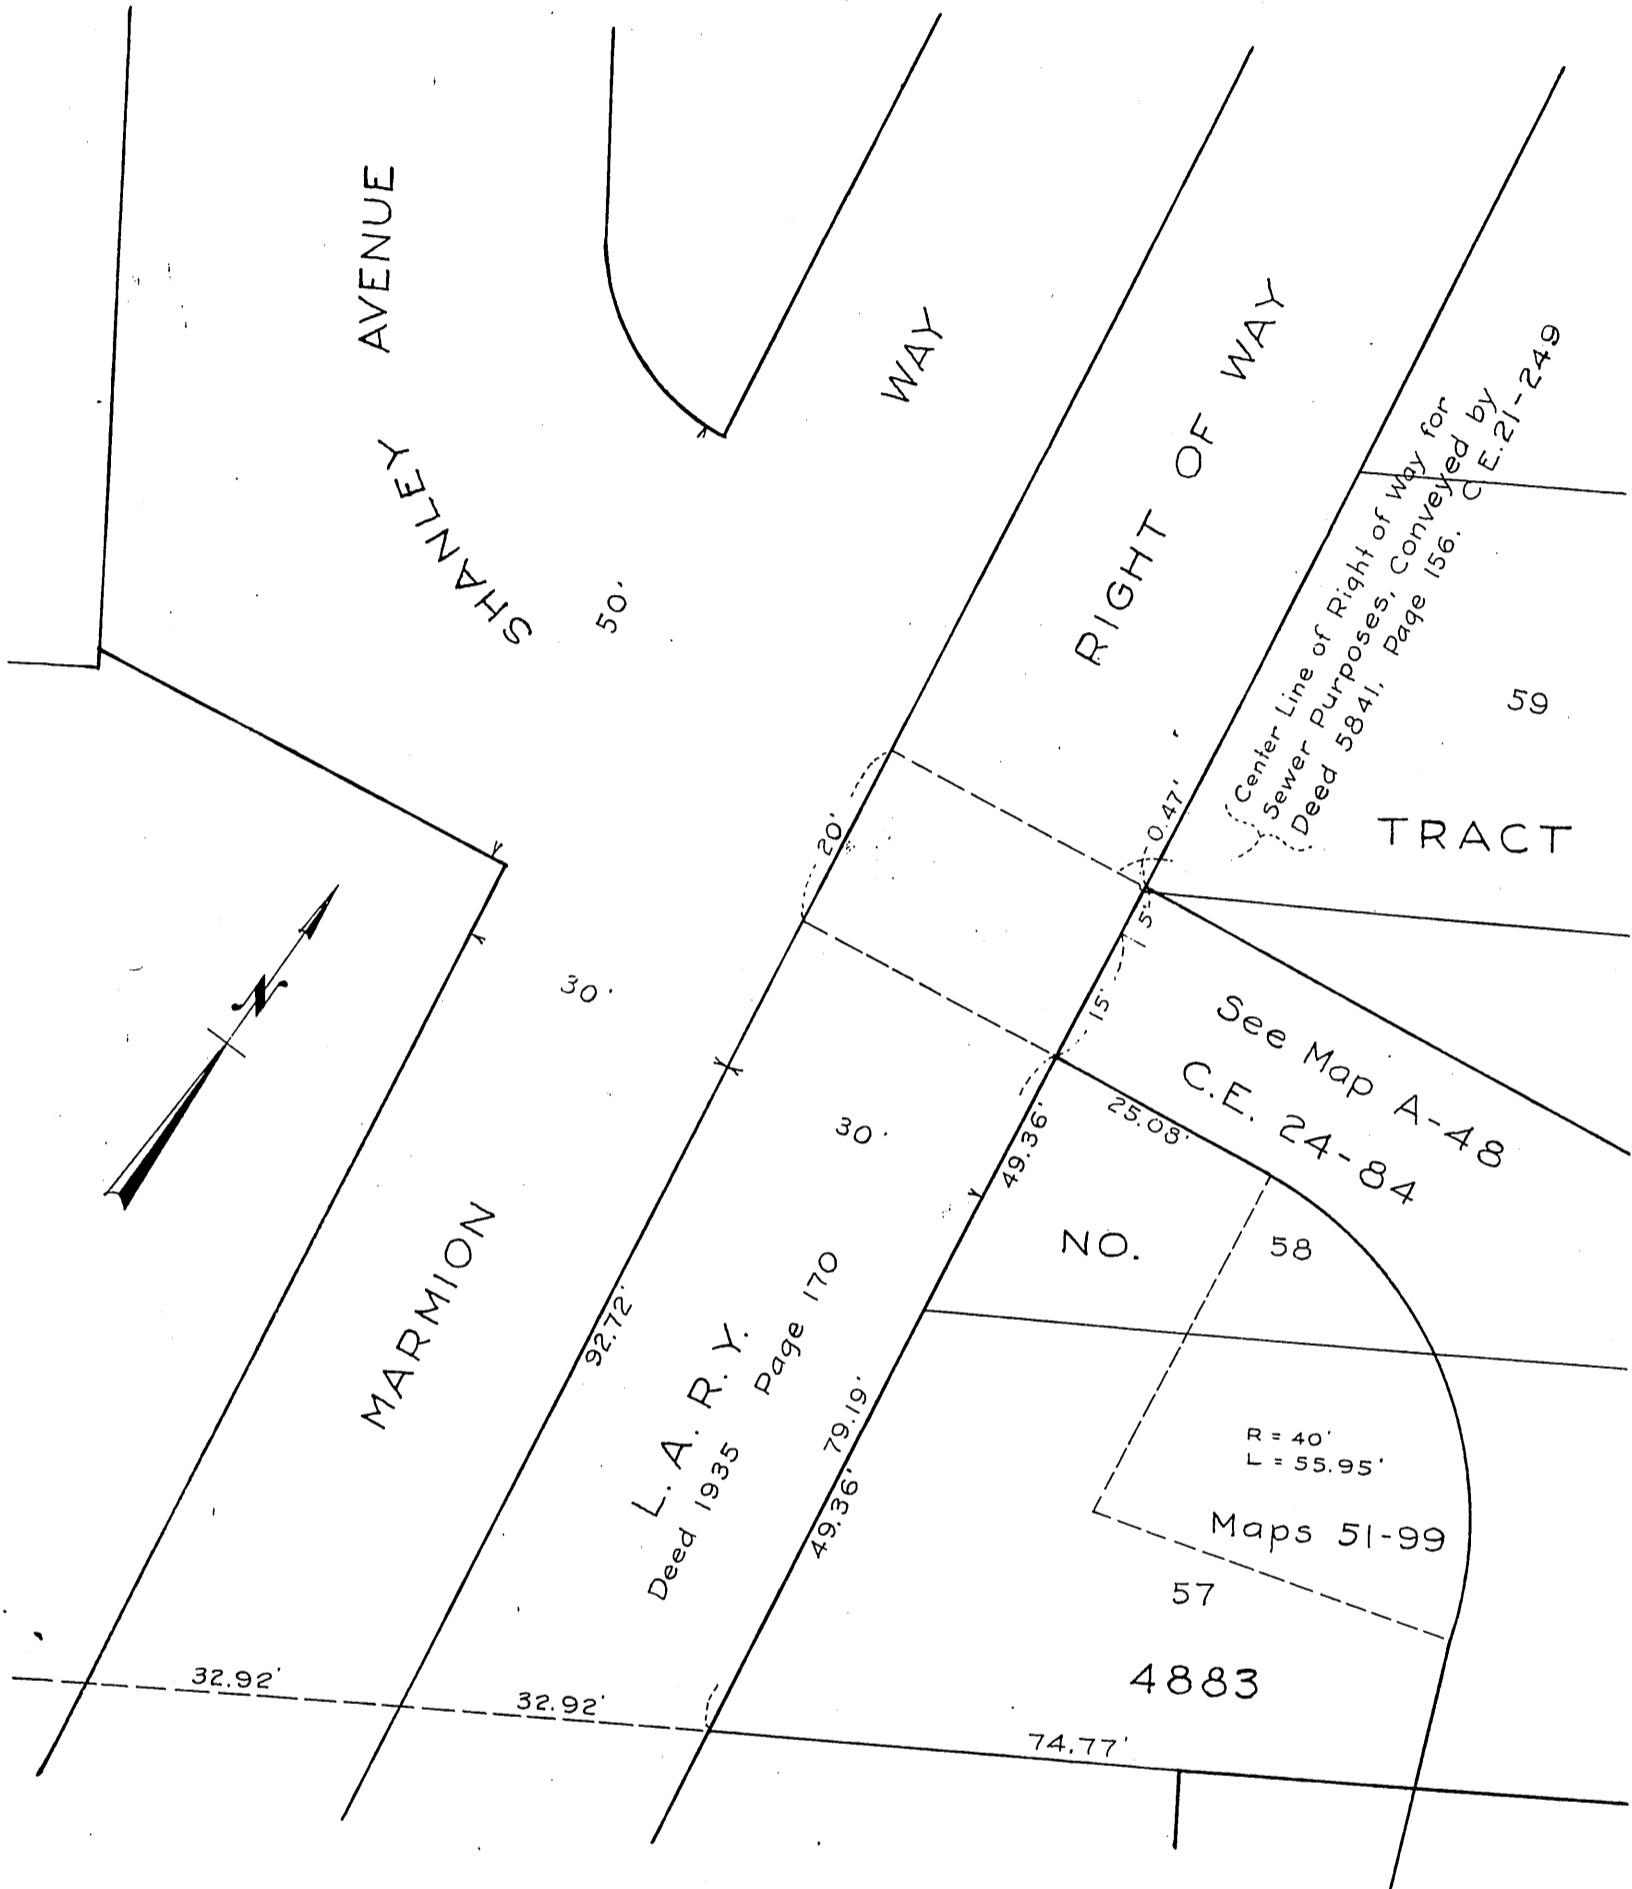 SHANLEY AVENUE
50'
MARMION WAY
RIGHT OF WAY
Center Line of Right of Way for
Sewer Purposes, Conveyed by
Deed 5841, Page 156. C.E. 21-249
59
TRACT
20'
0.47'
5'
15'
30'
30'
See Map A-48
C.E. 24-84
25.08'
49.36'
NO.
58
N
92.72'
L. A. R. Y.
Deed 1935 Page 170
79.19'
49.36'
R = 40'
L = 55.95'
Maps 51-99
57
4883
32.92'
32.92'
74.77'